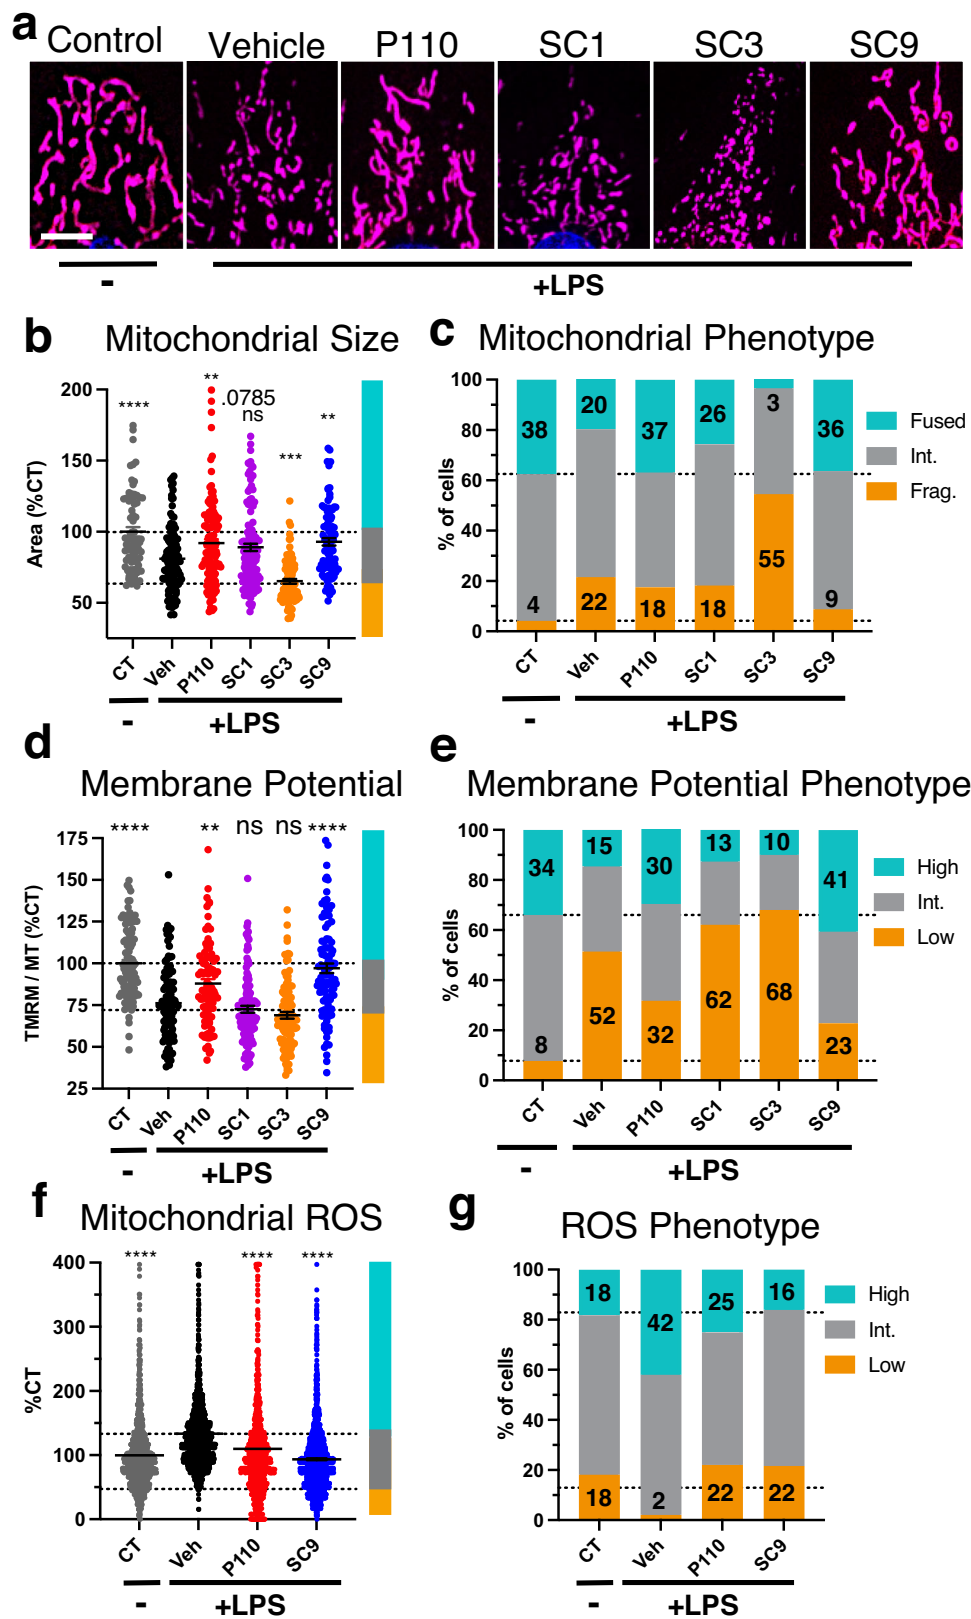 a
Control Vehicle P110 SC1 SC3 SC9
- +LPS
b Mitochondrial Size
Area (%CT)
200
150
100
50
**** ** .0785 ns *** **
CT Veh P110 SC1 SC3 SC9
- +LPS
c Mitochondrial Phenotype
% of cells
100
80
60
40
20
0
38 20 37 26 3 36
4 22 18 18 55 9
Fused
Int.
Frag.
CT Veh P110 SC1 SC3 SC9
- +LPS
d Membrane Potential
TMRM / MT (%CT)
175
150
125
100
75
50
25
**** ** ns ns ****
CT Veh P110 SC1 SC3 SC9
- +LPS
e Membrane Potential Phenotype
% of cells
100
80
60
40
20
0
34 15 30 13 10 41
8 52 32 62 68 23
High
Int.
Low
CT Veh P110 SC1 SC3 SC9
- +LPS
f Mitochondrial ROS
%CT
400
300
200
100
0
**** **** ****
CT Veh P110 SC9
- +LPS
g ROS Phenotype
% of cells
100
80
60
40
20
0
18 42 25 16
18 2 22 22
High
Int.
Low
CT Veh P110 SC9
- +LPS